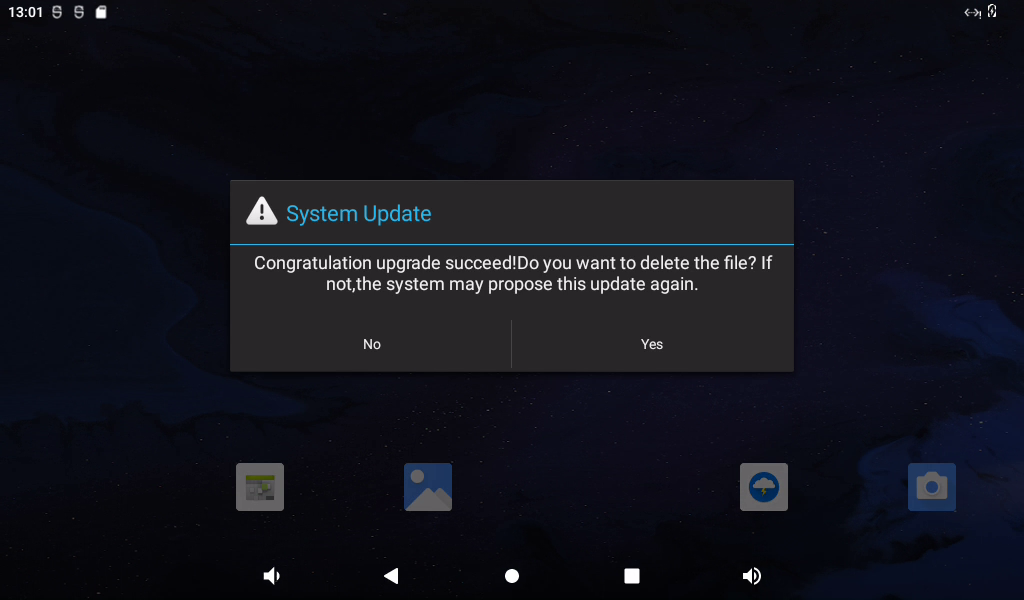 13:01
System Update
Congratulation upgrade succeed!Do you want to delete the file? If
not,the system may propose this update again.
No
Yes